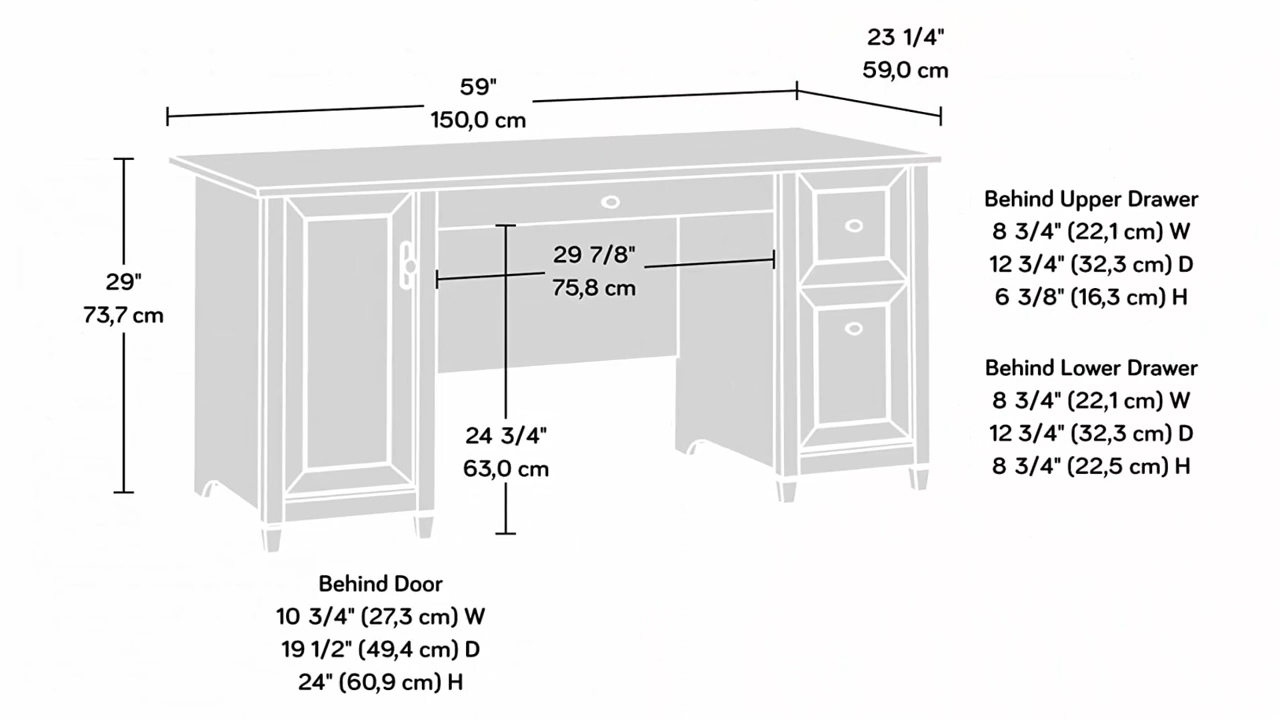 23 1/4"
59,0 cm
59"
150,0 cm
Behind Upper Drawer
8 3/4" (22,1 cm) W
12 3/4" (32,3 cm) D
6 3/8" (16,3 cm) H
29 7/8"
75,8 cm
29"
73,7 cm
Behind Lower Drawer
8 3/4" (22,1 cm) W
12 3/4" (32,3 cm) D
8 3/4" (22,5 cm) H
24 3/4"
63,0 cm
Behind Door
10 3/4" (27,3 cm) W
19 1/2" (49,4 cm) D
24" (60,9 cm) H